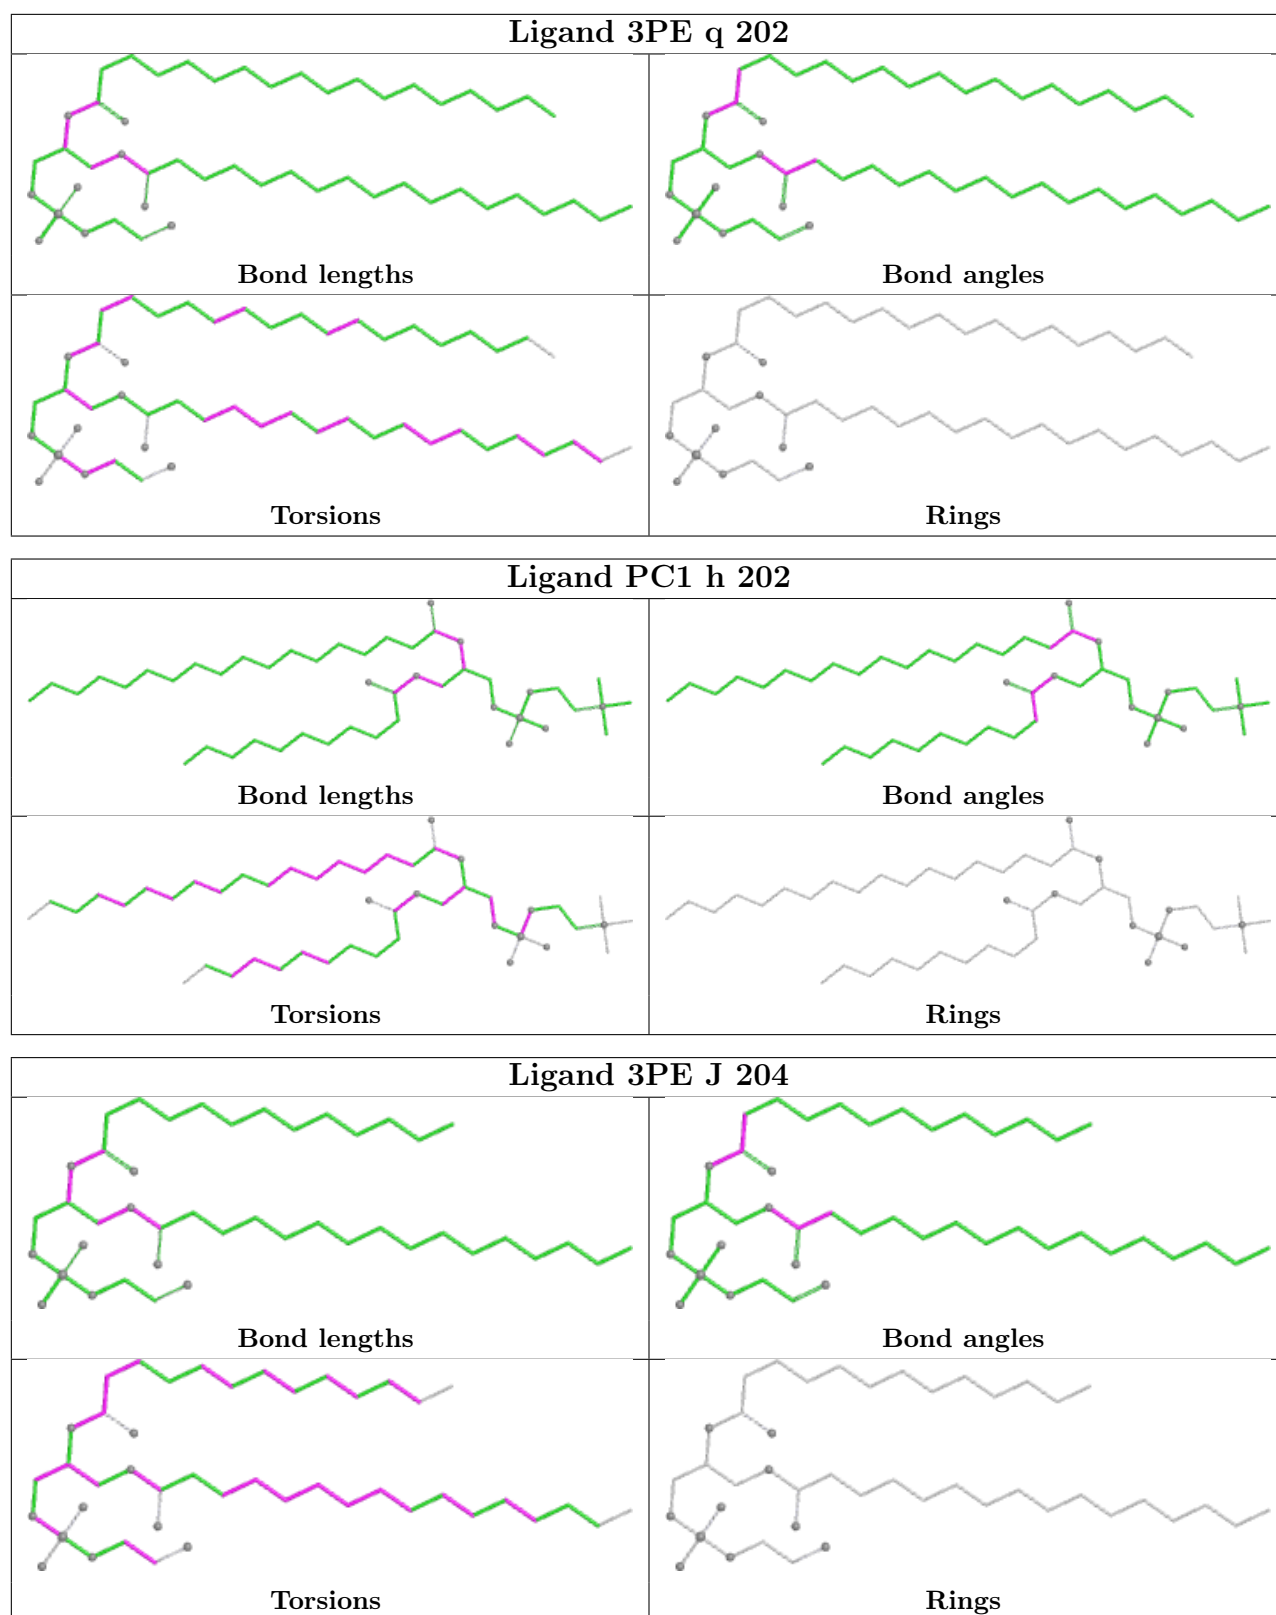 Ligand 3PE q 202
Bond lengths
Bond angles
Torsions
Rings
Ligand PC1 h 202
Bond lengths
Bond angles
Torsions
Rings
Ligand 3PE J 204
Bond lengths
Bond angles
Torsions
Rings